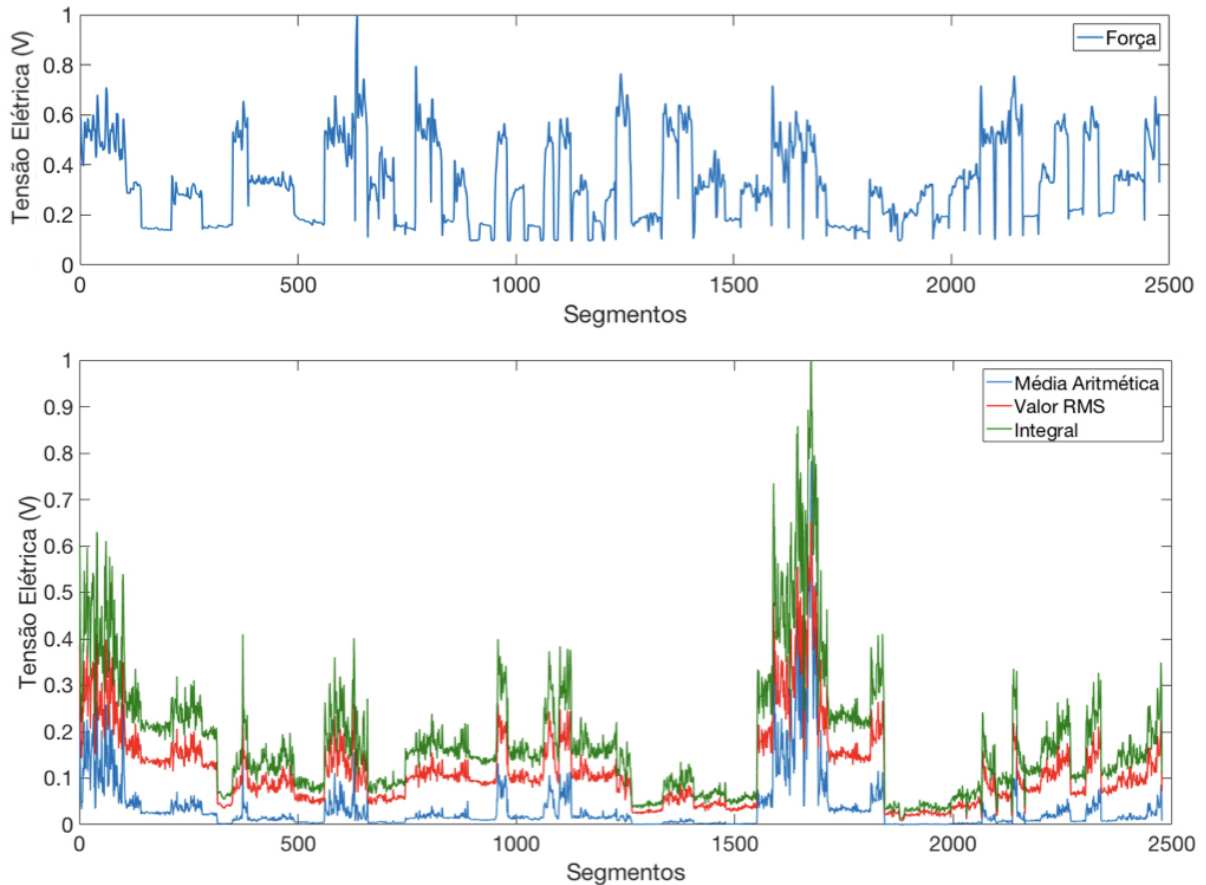 1
0.8
0.6
0.4
0.2
0
Tensão Elétrica (V)
Força
0 500 1000 1500 2000 2500
Segmentos
1
0.9
0.8
0.7
0.6
0.5
0.4
0.3
0.2
0.1
0
Tensão Elétrica (V)
Média Aritmética
Valor RMS
Integral
0 500 1000 1500 2000 2500
Segmentos